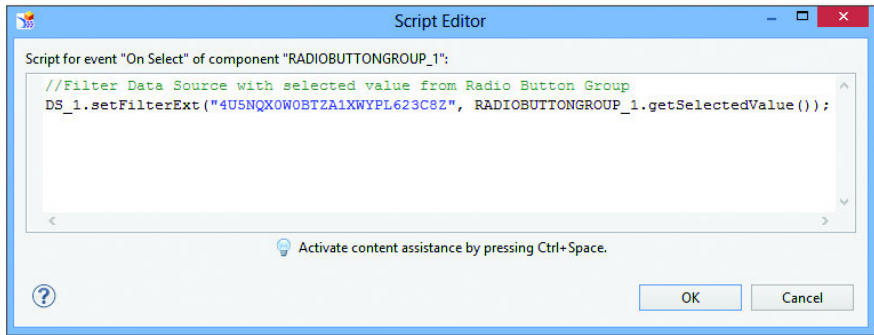 Script Editor
Script for event "On Select" of component "RADIOBUTTONGROUP_1":
//Filter Data Source with selected value from Radio Button Group
DS_1.setFilterExt("4U5NQX0W0BTZA1XWYPL623C8Z", RADIOBUTTONGROUP_1.getSelectedValue());
Activate content assistance by pressing Ctrl+Space.
OK
Cancel